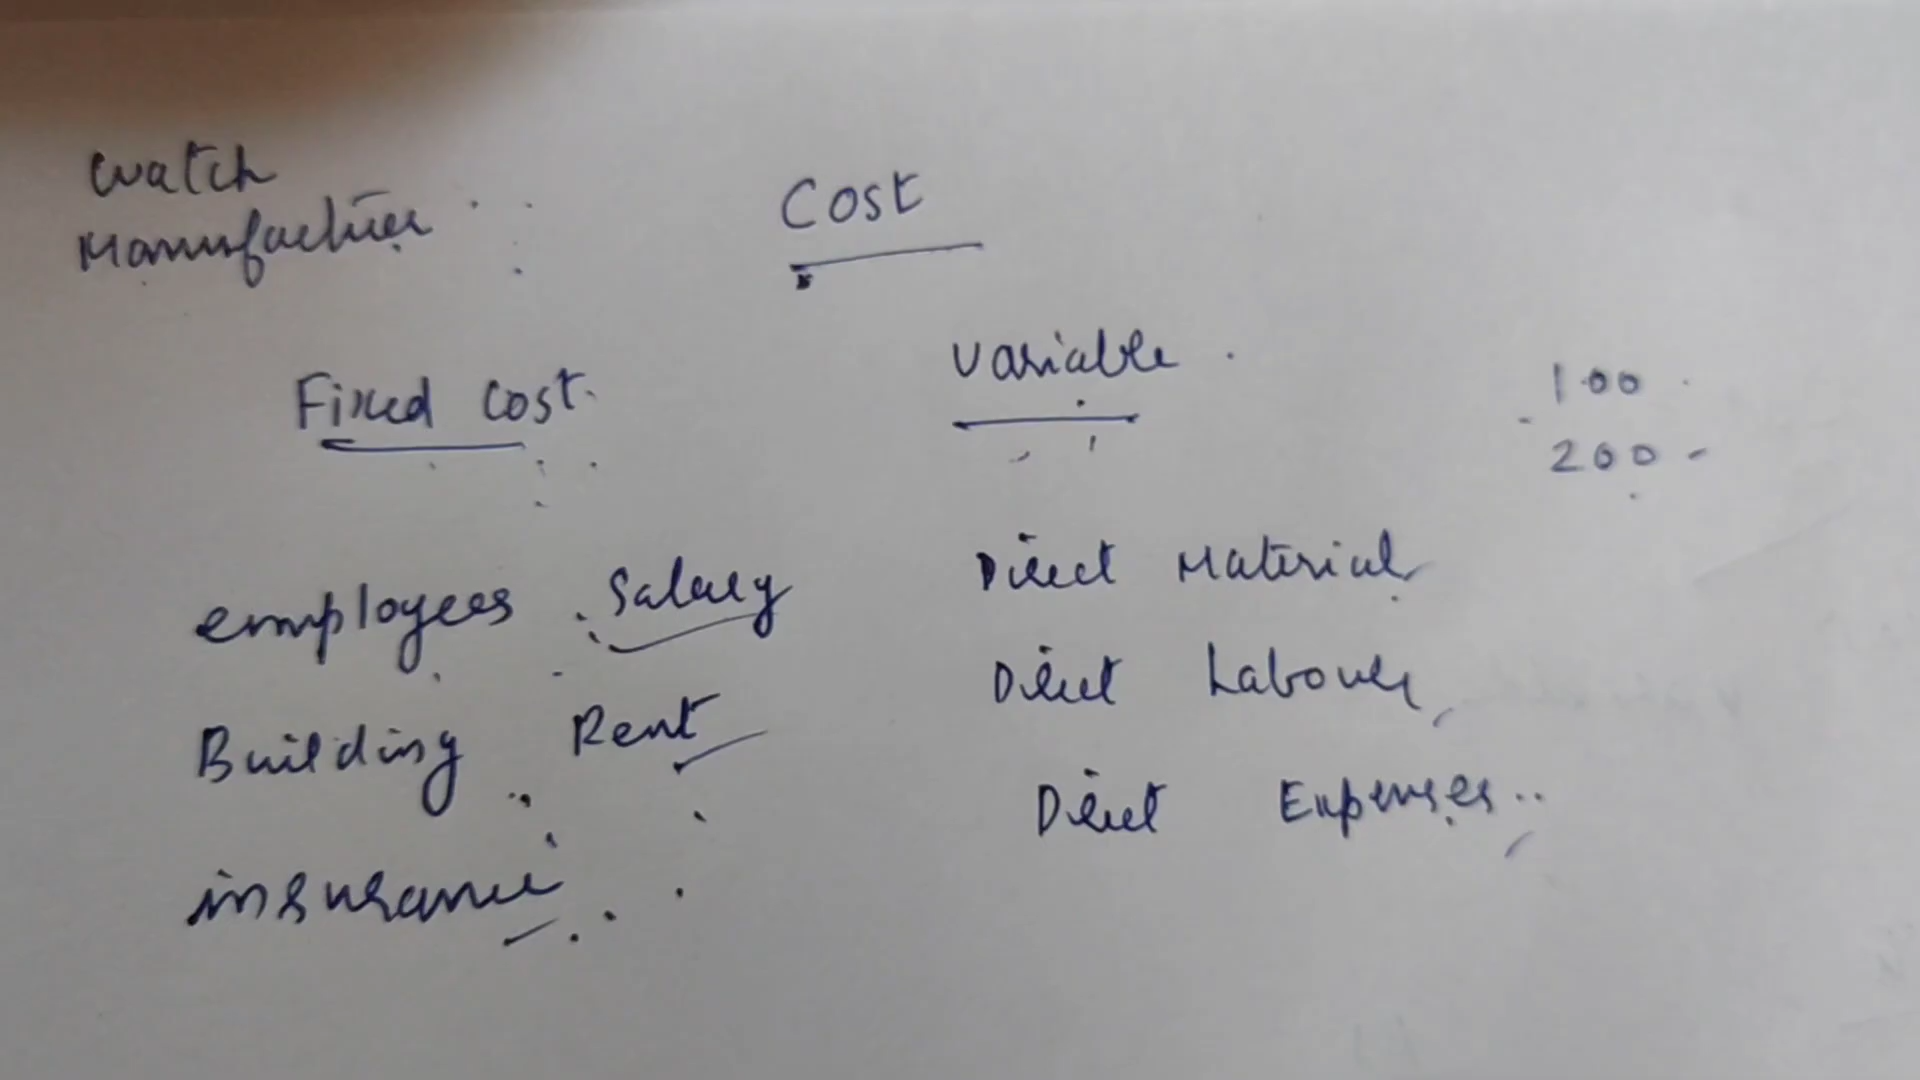 Watch
Manufacturer
Cost
Fixed Cost.
Variable
100
200
employees Salary
Building Rent
insurance
Direct Material
Direct Labour
Direct Expenses